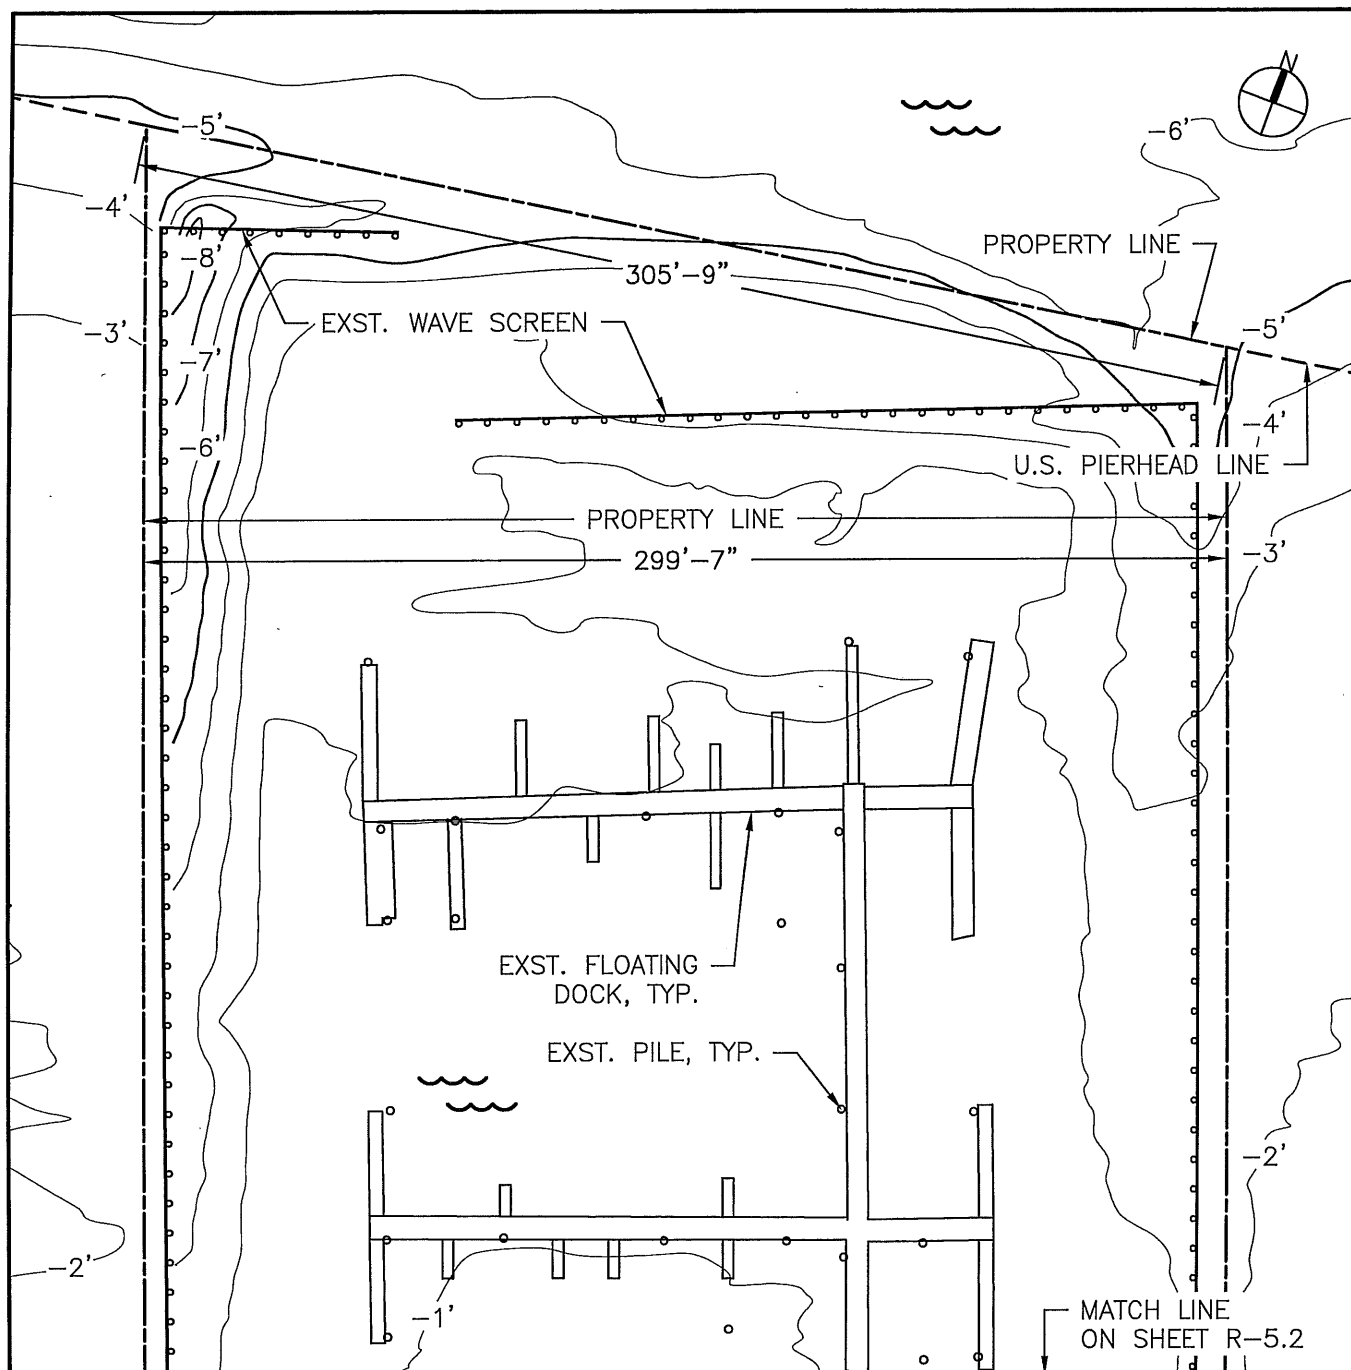 N
-5'
-6'
-4'
PROPERTY LINE
-8'
305'-9"
-3'
EXST. WAVE SCREEN
-5'
-7'
-4'
-6'
U.S. PIERHEAD LINE
PROPERTY LINE
299'-7"
-3'
EXST. FLOATING
DOCK, TYP.
EXST. PILE, TYP.
-2'
-2'
-1'
MATCH LINE
ON SHEET R-5.2